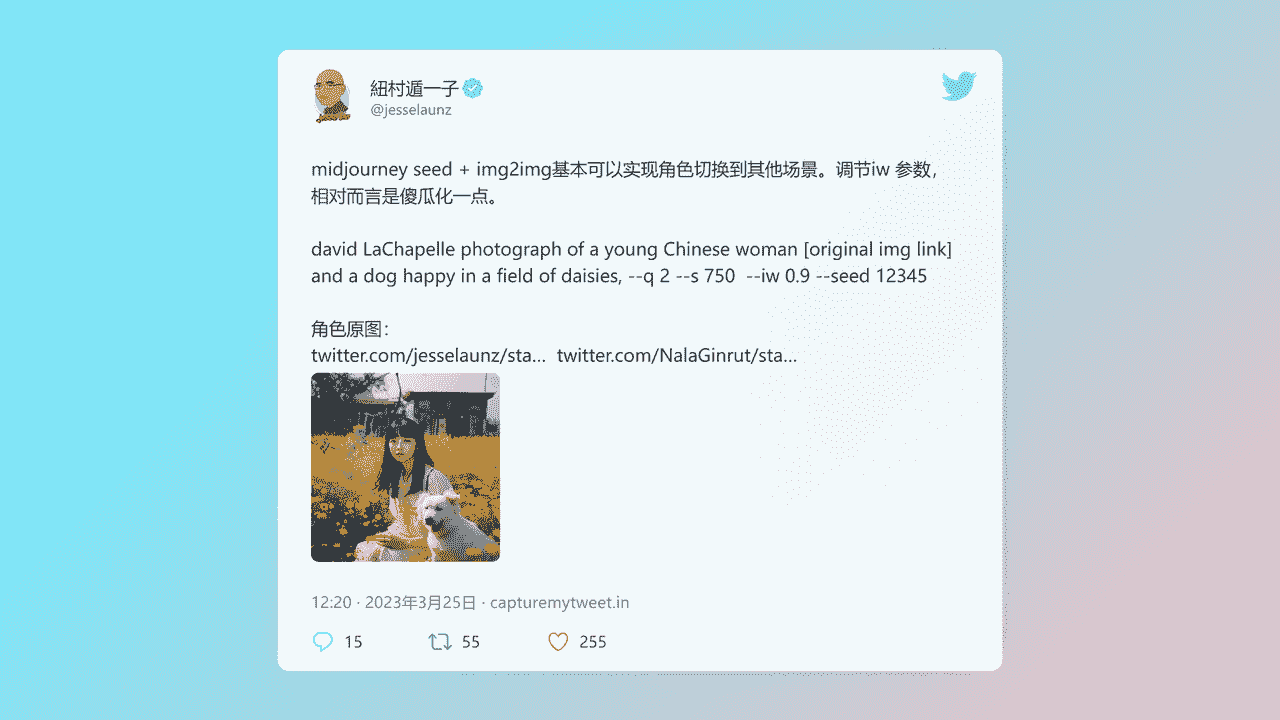 紐村遁一子
@jesselaunz
midjourney seed + img2img基本可以实现角色切换到其他场景。调节iw 参数，
相对而言是傻瓜化一点。
david LaChapelle photograph of a young Chinese woman [original img link]
and a dog happy in a field of daisies, --q 2 --s 750  --iw 0.9 --seed 12345
角色原图：
twitter.com/jesselaunz/sta…  twitter.com/NalaGinrut/sta…
12:20 · 2023年3月25日 · capturemytweet.in
15 55 255